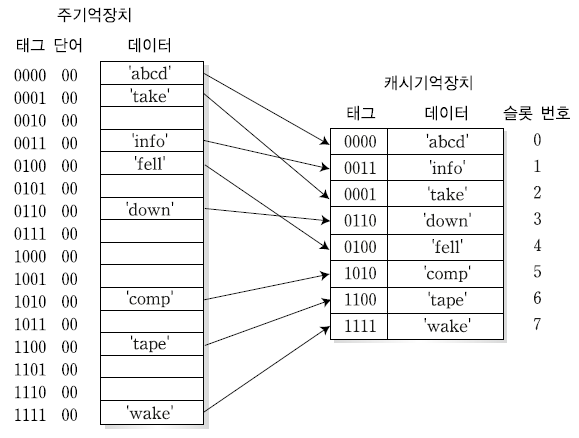 주기억장치
태그 단어 데이터
0000 00 'abcd'
0001 00 'take'
0010 00
0011 00 'info'
0100 00 'fell'
0101 00
0110 00 'down'
0111 00
1000 00
1001 00
1010 00 'comp'
1011 00
1100 00 'tape'
1101 00
1110 00
1111 00 'wake'
캐시기억장치
태그 데이터 슬롯 번호
0000 'abcd' 0
0011 'info' 1
0001 'take' 2
0110 'down' 3
0100 'fell' 4
1010 'comp' 5
1100 'tape' 6
1111 'wake' 7